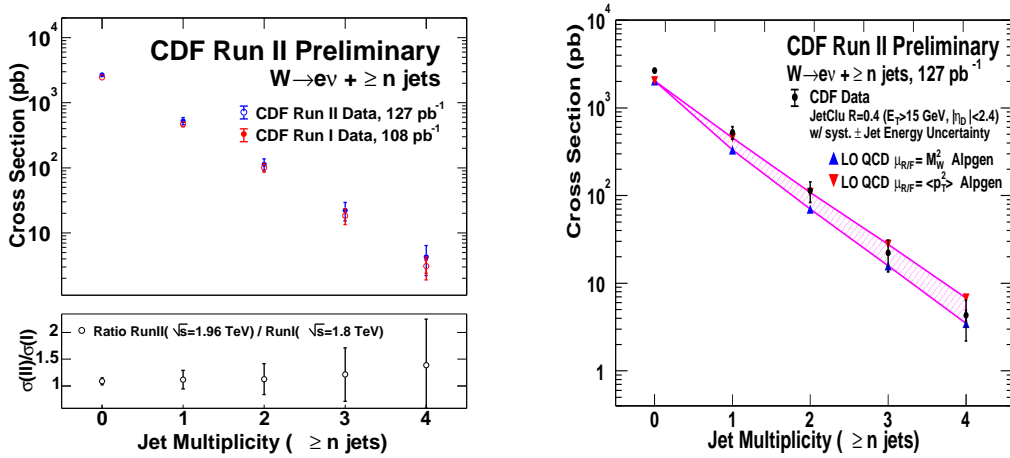 CDF Run II Preliminary
W→eν + ≥ n jets
CDF Run II Data, 127 pb⁻¹
CDF Run I Data, 108 pb⁻¹
Cross Section (pb)
10⁴
10³
10²
10
Ratio RunII( √s=1.96 TeV) / RunI( √s=1.8 TeV)
σ(II)/σ(I)
2
1.5
1
0 1 2 3 4
Jet Multiplicity ( ≥ n jets)
CDF Run II Preliminary
W→eν + ≥ n jets, 127 pb⁻¹
CDF Data
JetClu R=0.4 (E_T>15 GeV, |η_D|<2.4)
w/ syst. ± Jet Energy Uncertainty
LO QCD μ_R/F = M²_W Alpgen
LO QCD μ_R/F = <p²_T> Alpgen
Cross Section (pb)
10⁴
10³
10²
10
1
0 1 2 3 4
Jet Multiplicity ( ≥ n jets)